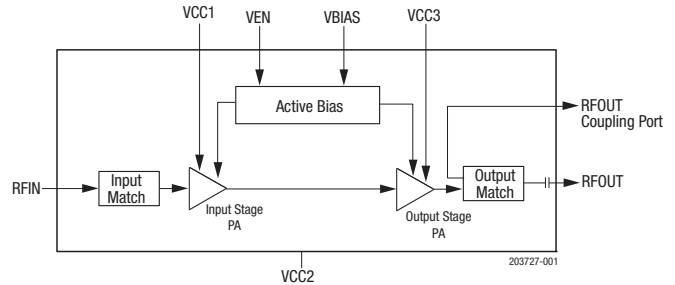 VCC1
VEN
VBIAS
VCC3
Active Bias
RFOUT
Coupling Port
RFIN
Input
Match
Input Stage
PA
Output Stage
PA
Output
Match
RFOUT
203727-001
VCC2